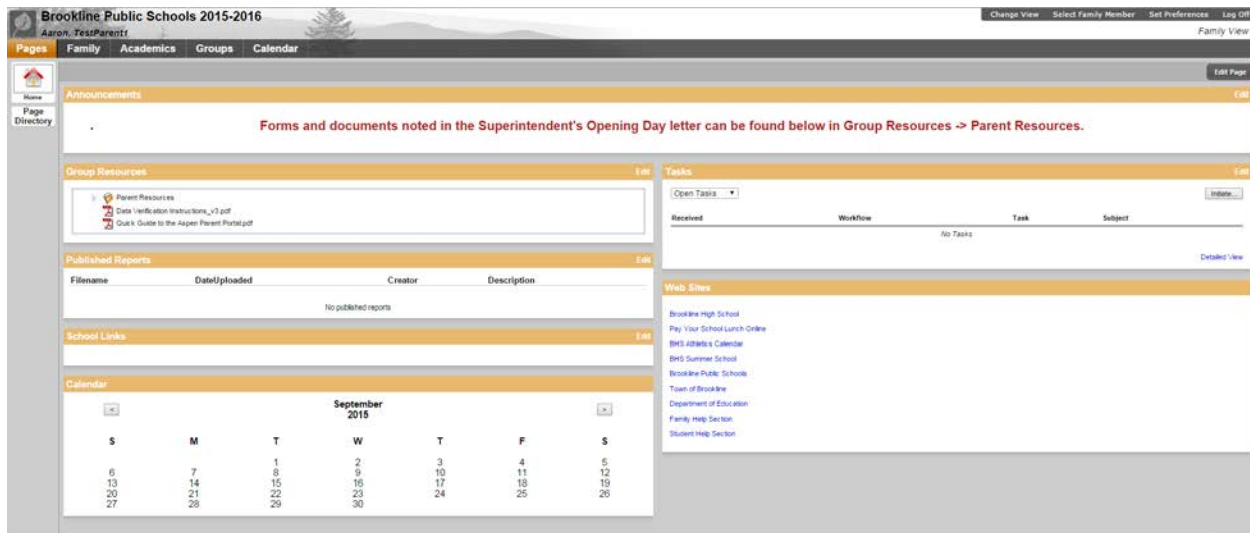 Brookline Public Schools 2015-2016
Aaron, TestParent1
Change View Select Family Member Set Preferences Log Off
Family View
Pages Family Academics Groups Calendar
Home
Page
Directory
Edit Page
Announcements Edit
. Forms and documents noted in the Superintendent's Opening Day letter can be found below in Group Resources -> Parent Resources.
Group Resources Edit
Parent Resources
Data Verification Instructions_v3.pdf
Quick Guide to the Aspen Parent Portal.pdf
Published Reports Edit
Filename DateUploaded Creator Description
No published reports
School Links Edit
Calendar
< September >
2015
S M T W T F S
1 2 3 4 5
6 7 8 9 10 11 12
13 14 15 16 17 18 19
20 21 22 23 24 25 26
27 28 29 30
Tasks Edit
Open Tasks Initiate...
Received Workflow Task Subject
No Tasks
Detailed View
Web Sites
Brookline High School
Pay Your School Lunch Online
BHS Athletics Calendar
BHS Summer School
Brookline Public Schools
Town of Brookline
Department of Education
Family Help Section
Student Help Section